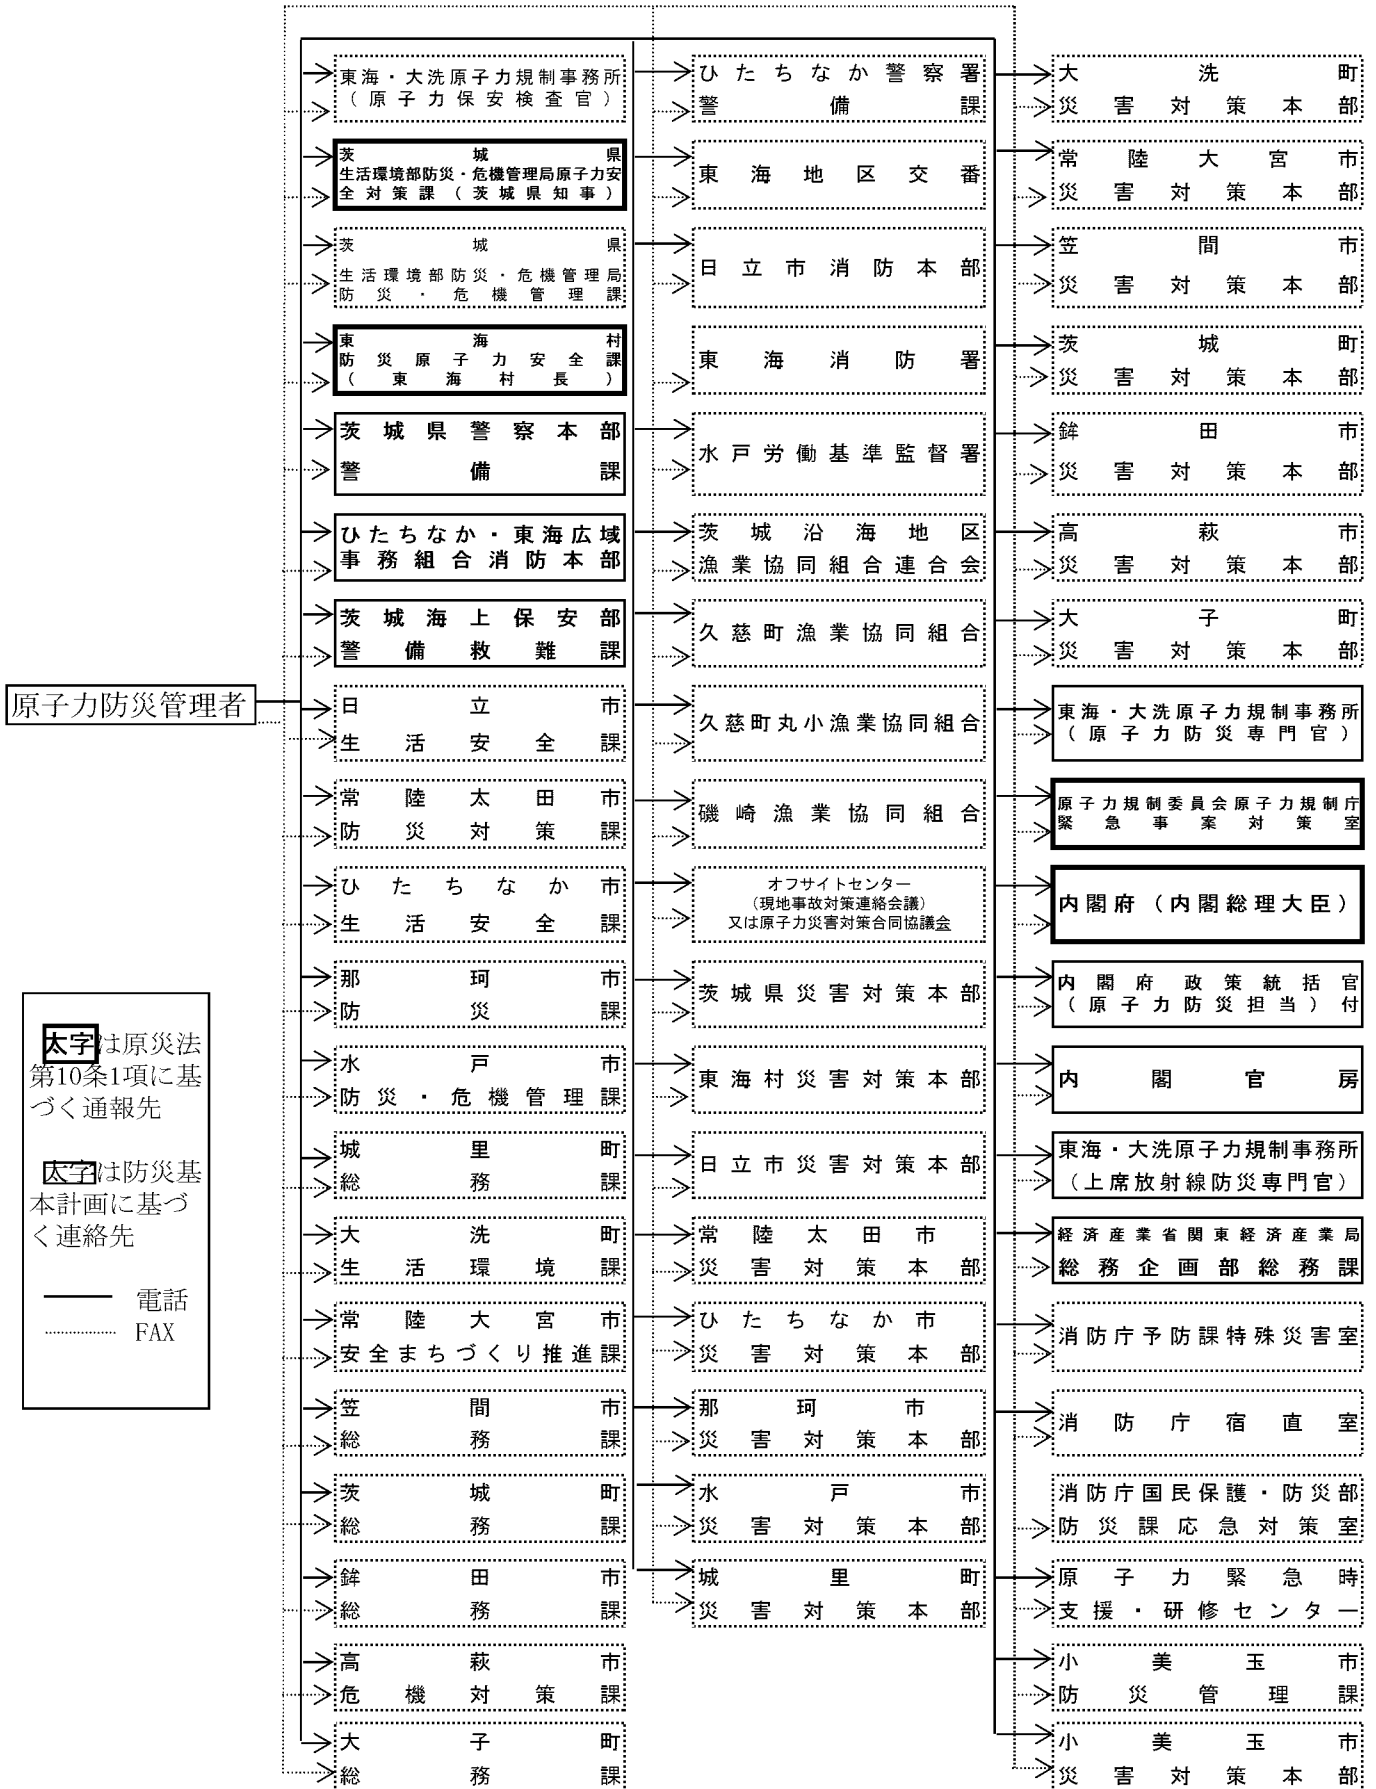 原子力防災管理者
太字は原災法
第10条1項に基
づく通報先
太字は防災基
本計画に基づ
く連絡先
電話
FAX
東海・大洗原子力規制事務所
（原子力保安検査官）
茨城県
生活環境部防災・危機管理局原子力安
全対策課（茨城県知事）
茨城県
生活環境部防災・危機管理局
防災・危機管理課
東海村
防災原子力安全課
（東海村長）
茨城県警察本部
警備課
ひたちなか・東海広域
事務組合消防本部
茨城海上保安部
警備救難課
日立市
生活安全課
常陸太田市
防災対策課
ひたちなか市
生活安全課
那珂市
防災課
水戸市
防災・危機管理課
城里町
総務課
大洗町
生活環境課
常陸大宮市
安全まちづくり推進課
笠間市
総務課
茨城町
総務課
鉾田市
総務課
高萩市
危機対策課
大子町
総務課
ひたちなか警察署
警備課
東海地区交番
日立市消防本部
東海消防署
水戸労働基準監督署
茨城沿海地区
漁業協同組合連合会
久慈町漁業協同組合
久慈町丸小漁業協同組合
磯崎漁業協同組合
オフサイトセンター
（現地事故対策連絡会議）
又は原子力災害対策合同協議会
茨城県災害対策本部
東海村災害対策本部
日立市災害対策本部
常陸太田市
災害対策本部
ひたちなか市
災害対策本部
那珂市
災害対策本部
水戸市
災害対策本部
城里町
災害対策本部
大洗町
災害対策本部
常陸大宮市
災害対策本部
笠間市
災害対策本部
茨城町
災害対策本部
鉾田市
災害対策本部
高萩市
災害対策本部
大子町
災害対策本部
東海・大洗原子力規制事務所
（原子力防災専門官）
原子力規制委員会原子力規制庁
緊急事案対策室
内閣府（内閣総理大臣）
内閣府政策統括官
（原子力防災担当）付
内閣官房
東海・大洗原子力規制事務所
（上席放射線防災専門官）
経済産業省関東経済産業局
総務企画部総務課
消防庁予防課特殊災害室
消防庁宿直室
消防庁国民保護・防災部
防災課応急対策室
原子力緊急時
支援・研修センター
小美玉市
防災管理課
小美玉市
災害対策本部